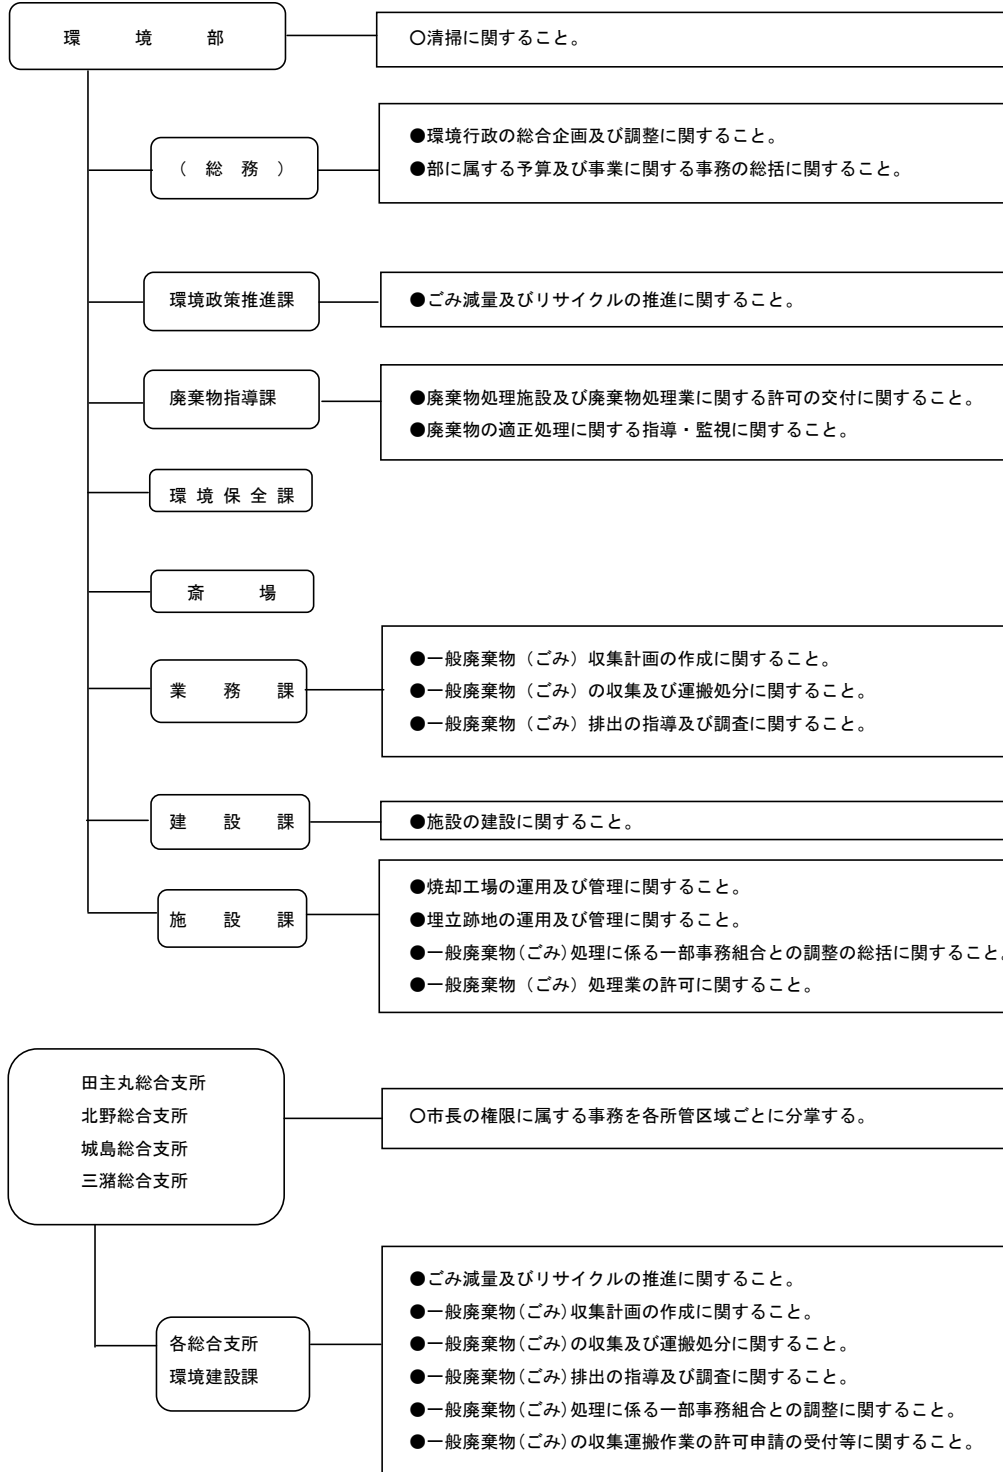 環境部
○清掃に関すること。
(総務)
●環境行政の総合企画及び調整に関すること。
●部に属する予算及び事業に関する事務の総括に関すること。
環境政策推進課
●ごみ減量及びリサイクルの推進に関すること。
廃棄物指導課
●廃棄物処理施設及び廃棄物処理業に関する許可の交付に関すること。
●廃棄物の適正処理に関する指導・監視に関すること。
環境保全課
斎場
業務課
●一般廃棄物（ごみ）収集計画の作成に関すること。
●一般廃棄物（ごみ）の収集及び運搬処分に関すること。
●一般廃棄物（ごみ）排出の指導及び調査に関すること。
建設課
●施設の建設に関すること。
施設課
●焼却工場の運用及び管理に関すること。
●埋立跡地の運用及び管理に関すること。
●一般廃棄物(ごみ)処理に係る一部事務組合との調整の総括に関すること。
●一般廃棄物（ごみ）処理業の許可に関すること。
田主丸総合支所
北野総合支所
城島総合支所
三潴総合支所
○市長の権限に属する事務を各所管区域ごとに分掌する。
各総合支所
環境建設課
●ごみ減量及びリサイクルの推進に関すること。
●一般廃棄物(ごみ)収集計画の作成に関すること。
●一般廃棄物(ごみ)の収集及び運搬処分に関すること。
●一般廃棄物(ごみ)排出の指導及び調査に関すること。
●一般廃棄物(ごみ)処理に係る一部事務組合との調整に関すること。
●一般廃棄物(ごみ)の収集運搬作業の許可申請の受付等に関すること。